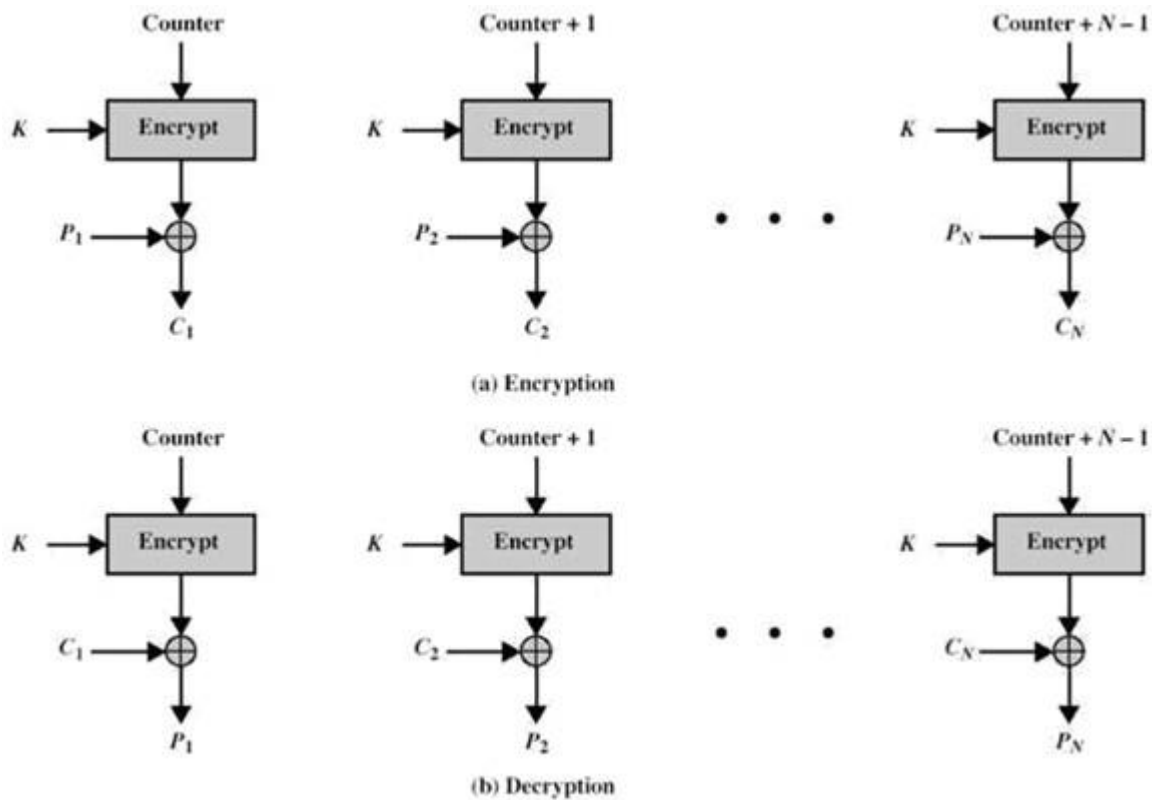 Counter Counter + 1 Counter + N – 1
K Encrypt K Encrypt K Encrypt
P1 P2 PN
C1 C2 CN
(a) Encryption
Counter Counter + 1 Counter + N – 1
K Encrypt K Encrypt K Encrypt
C1 C2 CN
P1 P2 PN
(b) Decryption